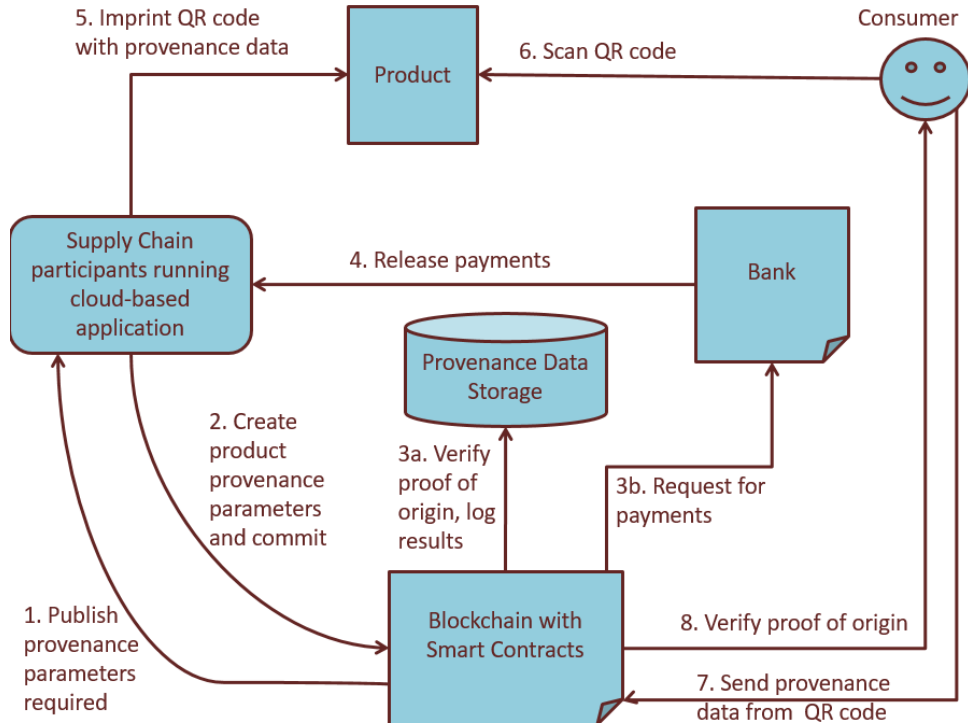 5. Imprint QR code
with provenance data
Consumer
6. Scan QR code
Product
Supply Chain
participants running
cloud-based
application
4. Release payments
Bank
Provenance Data
Storage
2. Create
product
provenance
parameters
and commit
3a. Verify
proof of
origin, log
results
3b. Request for
payments
1. Publish
provenance
parameters
required
Blockchain with
Smart Contracts
8. Verify proof of origin
7. Send provenance
data from QR code